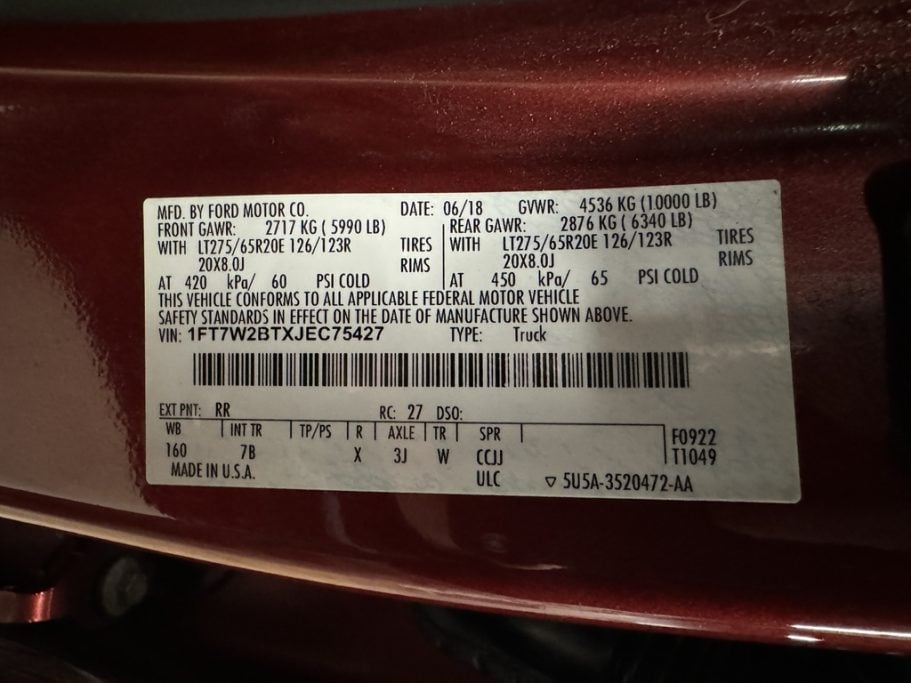 MFD. BY FORD MOTOR CO. DATE: 06/18 GVWR: 4536 KG (10000 LB)
FRONT GAWR: 2717 KG ( 5990 LB) REAR GAWR: 2876 KG ( 6340 LB)
WITH LT275/65R20E 126/123R TIRES WITH LT275/65R20E 126/123R TIRES
20X8.0J RIMS 20X8.0J RIMS
AT 420 kPa/ 60 PSI COLD AT 450 kPa/ 65 PSI COLD
THIS VEHICLE CONFORMS TO ALL APPLICABLE FEDERAL MOTOR VEHICLE
SAFETY STANDARDS IN EFFECT ON THE DATE OF MANUFACTURE SHOWN ABOVE.
VIN: 1FT7W2BTXJEC75427 TYPE: Truck
EXT PNT: RR RC: 27 DSO:
WB INT TR TP/PS R AXLE TR SPR F0922
160 7B X 3J W CCJJ T1049
MADE IN U.S.A. ULC ▽ 5U5A-3520472-AA